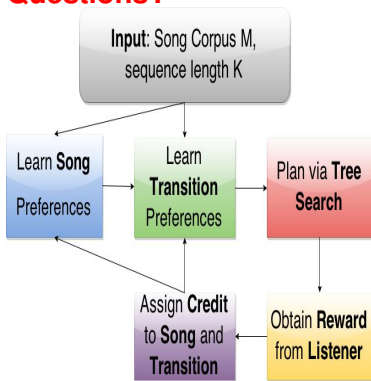 Questions?
Input: Song Corpus M,
sequence length K
Learn Song
Preferences
Learn
Transition
Preferences
Plan via Tree
Search
Assign Credit
to Song and
Transition
Obtain Reward
from Listener